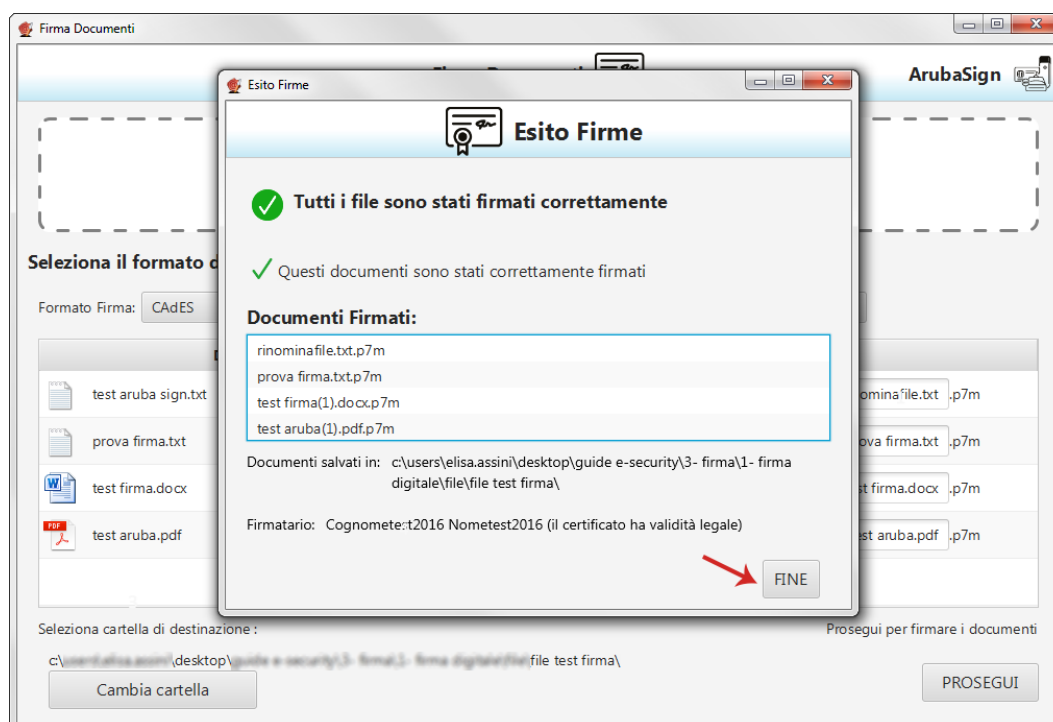 Firma Documenti
ArubaSign
Esito Firme
Esito Firme
Tutti i file sono stati firmati correttamente
Questi documenti sono stati correttamente firmati
Documenti Firmati:
rinominafile.txt.p7m
prova firma.txt.p7m
test firma(1).docx.p7m
test aruba(1).pdf.p7m
Documenti salvati in: c:\users\elisa.assini\desktop\guide e-security\3- firma\1- firma
digitale\file\file test firma\
Firmatario: Cognometest2016 Nometest2016 (il certificato ha validità legale)
FINE
Seleziona il formato d
Formato Firma: CAdES
test aruba sign.txt
ominafile.txt .p7m
prova firma.txt
ova firma.txt .p7m
test firma.docx
st firma.docx .p7m
test aruba.pdf
est aruba.pdf .p7m
Seleziona cartella di destinazione :
Prosegui per firmare i documenti
c:\ \desktop\ file test firma\
Cambia cartella
PROSEGUI